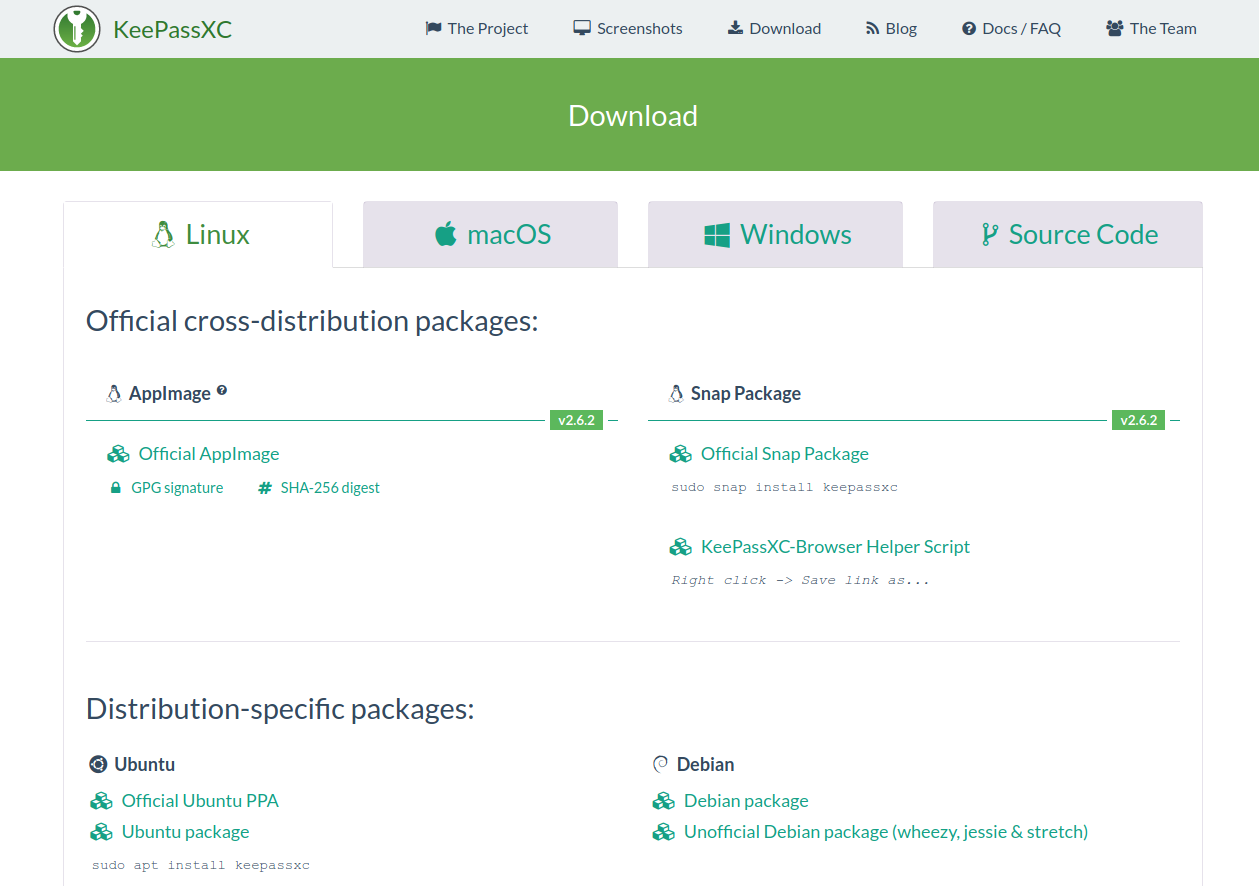 KeePassXC The Project Screenshots Download Blog Docs / FAQ The Team
Download
Linux macOS Windows Source Code
Official cross-distribution packages:
AppImage
v2.6.2
Official AppImage
GPG signature SHA-256 digest
Snap Package
v2.6.2
Official Snap Package
sudo snap install keepassxc
KeePassXC-Browser Helper Script
Right click -> Save link as...
Distribution-specific packages:
Ubuntu
Official Ubuntu PPA
Ubuntu package
sudo apt install keepassxc
Debian
Debian package
Unofficial Debian package (wheezy, jessie & stretch)